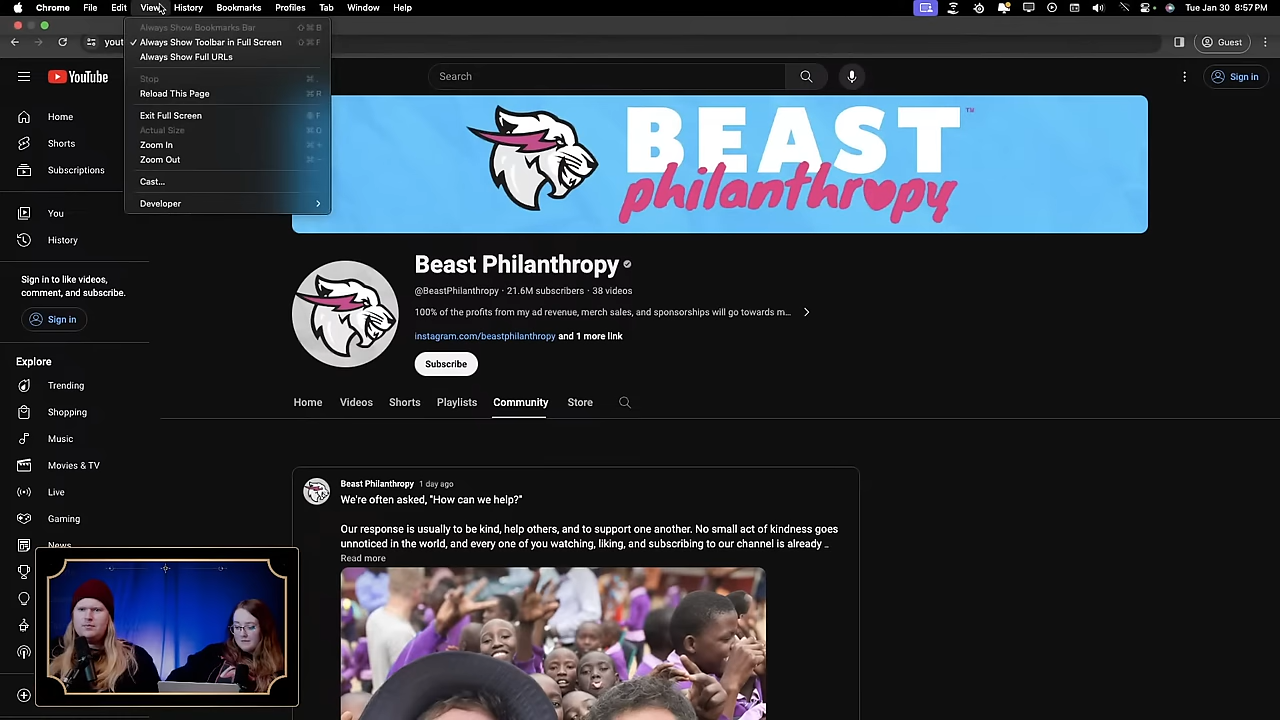 Chrome File Edit View History Bookmarks Profiles Tab Window Help
Tue Jan 30 8:57 PM
Always Show Bookmarks Bar ⇧⌘B
✓ Always Show Toolbar in Full Screen ⇧⌘F
Always Show Full URLs
Stop ⌘.
Reload This Page ⌘R
Exit Full Screen F
Actual Size ⌘0
Zoom In ⌘+
Zoom Out ⌘-
Cast...
Developer
yout
Guest
YouTube
Search
Sign in
Home
Shorts
Subscriptions
You
History
Sign in to like videos,
comment, and subscribe.
Sign in
Explore
Trending
Shopping
Music
Movies & TV
Live
Gaming
News
BEAST™
philanthropy
Beast Philanthropy
@BeastPhilanthropy · 21.6M subscribers · 38 videos
100% of the profits from my ad revenue, merch sales, and sponsorships will go towards m...
instagram.com/beastphilanthropy and 1 more link
Subscribe
Home Videos Shorts Playlists Community Store
Beast Philanthropy 1 day ago
We're often asked, "How can we help?"
Our response is usually to be kind, help others, and to support one another. No small act of kindness goes
unnoticed in the world, and every one of you watching, liking, and subscribing to our channel is already ...
Read more